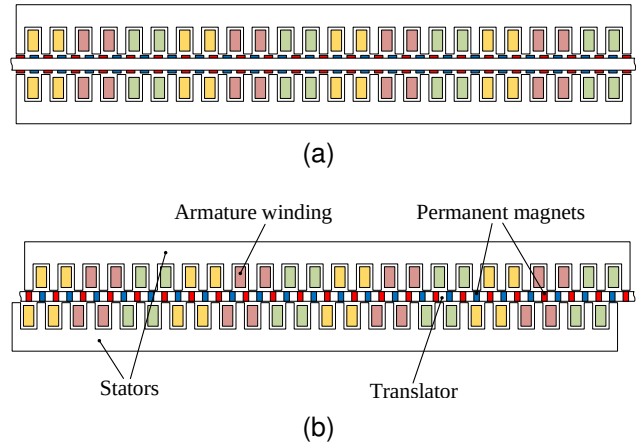 (a)
Armature winding
Permanent magnets
Stators
Translator
(b)